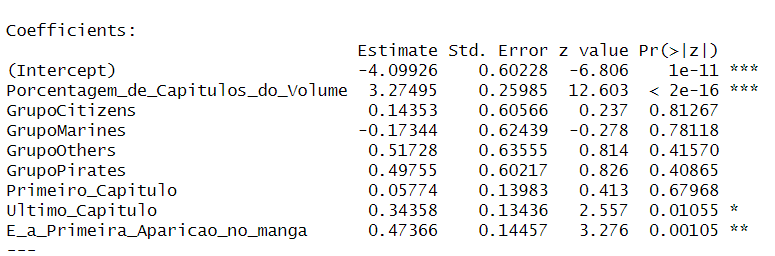 Coefficients:
Estimate Std. Error z value Pr(>|z|)
(Intercept) -4.09926 0.60228 -6.806 1e-11 ***
Porcentagem_de_Capitulos_do_Volume 3.27495 0.25985 12.603 < 2e-16 ***
GrupoCitizens 0.14353 0.60566 0.237 0.81267
GrupoMarines -0.17344 0.62439 -0.278 0.78118
GrupoOthers 0.51728 0.63555 0.814 0.41570
GrupoPirates 0.49755 0.60217 0.826 0.40865
Primeiro_Capitulo 0.05774 0.13983 0.413 0.67968
Ultimo_Capitulo 0.34358 0.13436 2.557 0.01055 *
E_a_Primeira_Aparicao_no_manga 0.47366 0.14457 3.276 0.00105 **
---